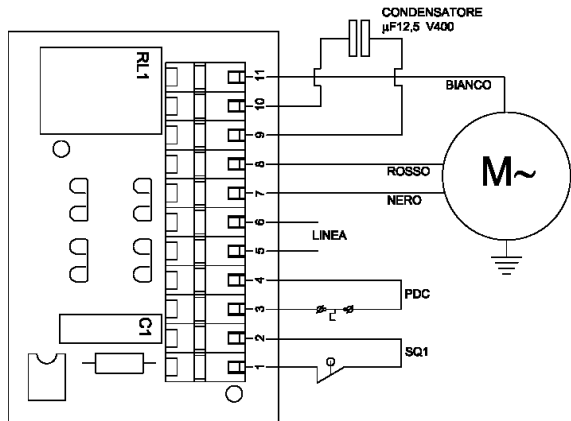 CONDENSATORE
µF12,5 V400
RL1
11
BIANCO
10
9
8
ROSSO
M~
7
NERO
6
LINEA
5
4
PDC
3
C1
2
SQ1
1